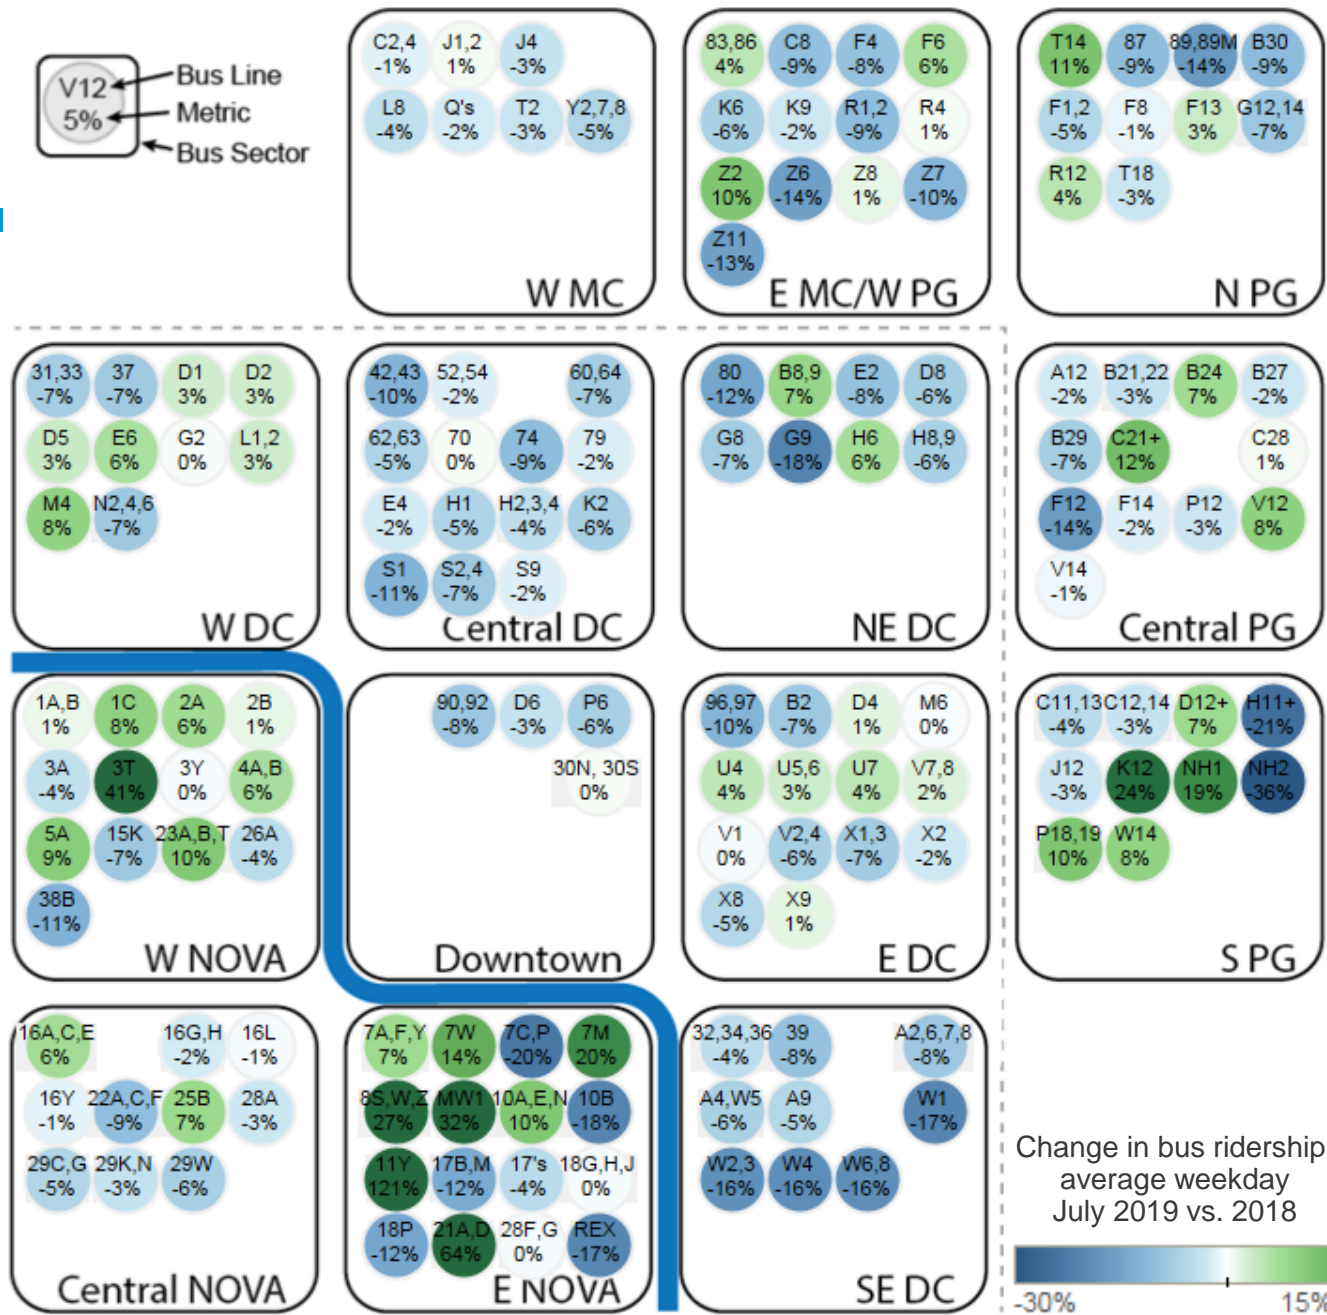 V12
5%
Bus Line
Metric
Bus Sector
C2,4 J1,2 J4
-1% 1% -3%
L8 Q's T2 Y2,7,8
-4% -2% -3% -5%
W MC
83,86 C8 F4 F6
4% -9% -8% 6%
K6 K9 R1,2 R4
-6% -2% -9% 1%
Z2 Z6 Z8 Z7
10% -14% 1% -10%
Z11
-13%
E MC/W PG
T14 87 89,89M B30
11% -9% -14% -9%
F1,2 F8 F13 G12,14
-5% -1% 3% -7%
R12 T18
4% -3%
N PG
31,33 37 D1 D2
-7% -7% 3% 3%
D5 E6 G2 L1,2
3% 6% 0% 3%
M4 N2,4,6
8% -7%
W DC
42,43 52,54 60,64
-10% -2% -7%
62,63 70 74 79
-5% 0% -9% -2%
E4 H1 H2,3,4 K2
-2% -5% -4% -6%
S1 S2,4 S9
-11% -7% -2%
Central DC
80 B8,9 E2 D8
-12% 7% -8% -6%
G8 G9 H6 H8,9
-7% -18% 6% -6%
NE DC
A12 B21,22 B24 B27
-2% -3% 7% -2%
B29 C21+ C28
-7% 12% 1%
F12 F14 P12 V12
-14% -2% -3% 8%
V14
-1%
Central PG
1A,B 1C 2A 2B
1% 8% 6% 1%
3A 3T 3Y 4A,B
-4% 41% 0% 6%
5A 15K 23A,B,T 26A
9% -7% 10% -4%
38B
-11%
W NOVA
90,92 D6 P6
-8% -3% -6%
30N, 30S
0%
Downtown
96,97 B2 D4 M6
-10% -7% 1% 0%
U4 U5,6 U7 V7,8
4% 3% 4% 2%
V1 V2,4 X1,3 X2
0% -6% -7% -2%
X8 X9
-5% 1%
E DC
C11,13 C12,14 D12+ H11+
-4% -3% 7% -21%
J12 K12 NH1 NH2
-3% 24% 19% -36%
P18,19 W14
10% 8%
S PG
16A,C,E 16G,H 16L
6% -2% -1%
16Y 22A,C,F 25B 28A
-1% -9% 7% -3%
29C,G 29K,N 29W
-5% -3% -6%
Central NOVA
7A,F,Y 7W 7C,P 7M
7% 14% -20% 20%
8S,W,Z MW1 10A,E,N 10B
27% 32% 10% -18%
11Y 17B,M 17's 18G,H,J
121% -12% -4% 0%
18P 21A,D 28F,G REX
-12% 64% 0% -17%
E NOVA
32,34,36 39 A2,6,7,8
-4% -8% -8%
A4,W5 A9 W1
-6% -5% -17%
W2,3 W4 W6,8
-16% -16% -16%
SE DC
Change in bus ridership
average weekday
July 2019 vs. 2018
-30% 15%